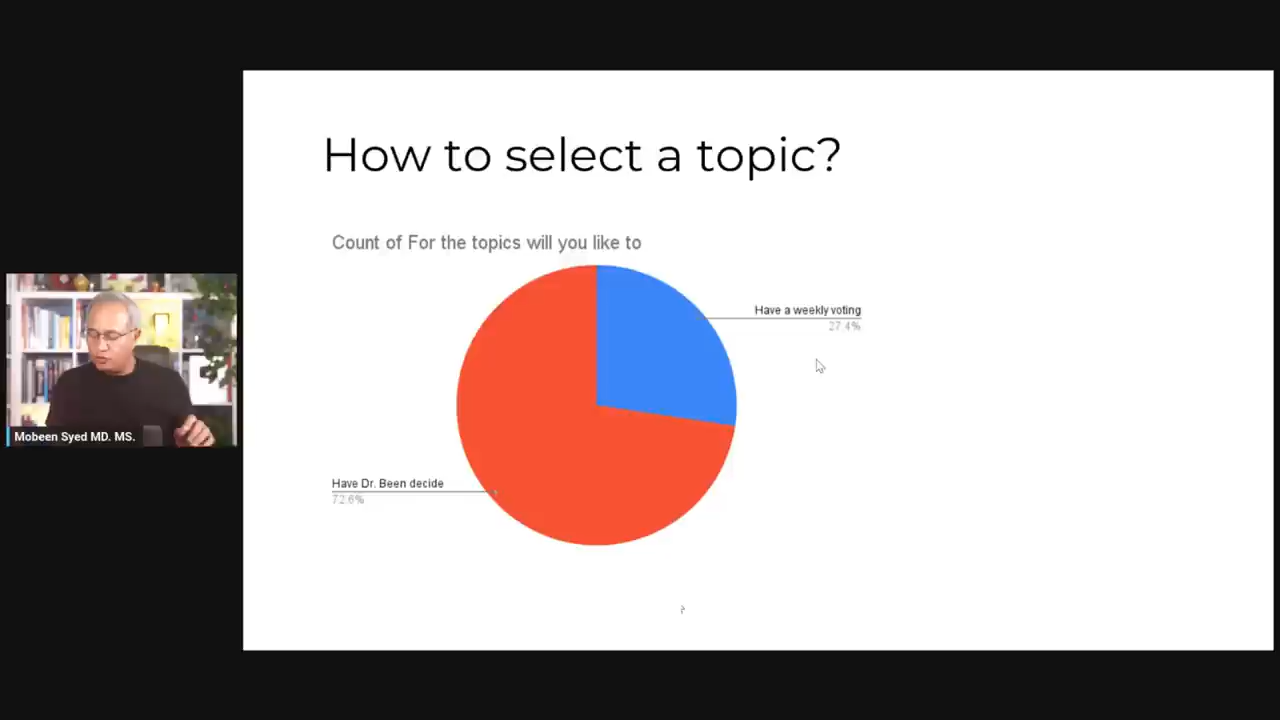 How to select a topic?
Count of For the topics will you like to
Have a weekly voting
27.4%
Have Dr. Been decide
72.6%
Mobeen Syed MD. MS.